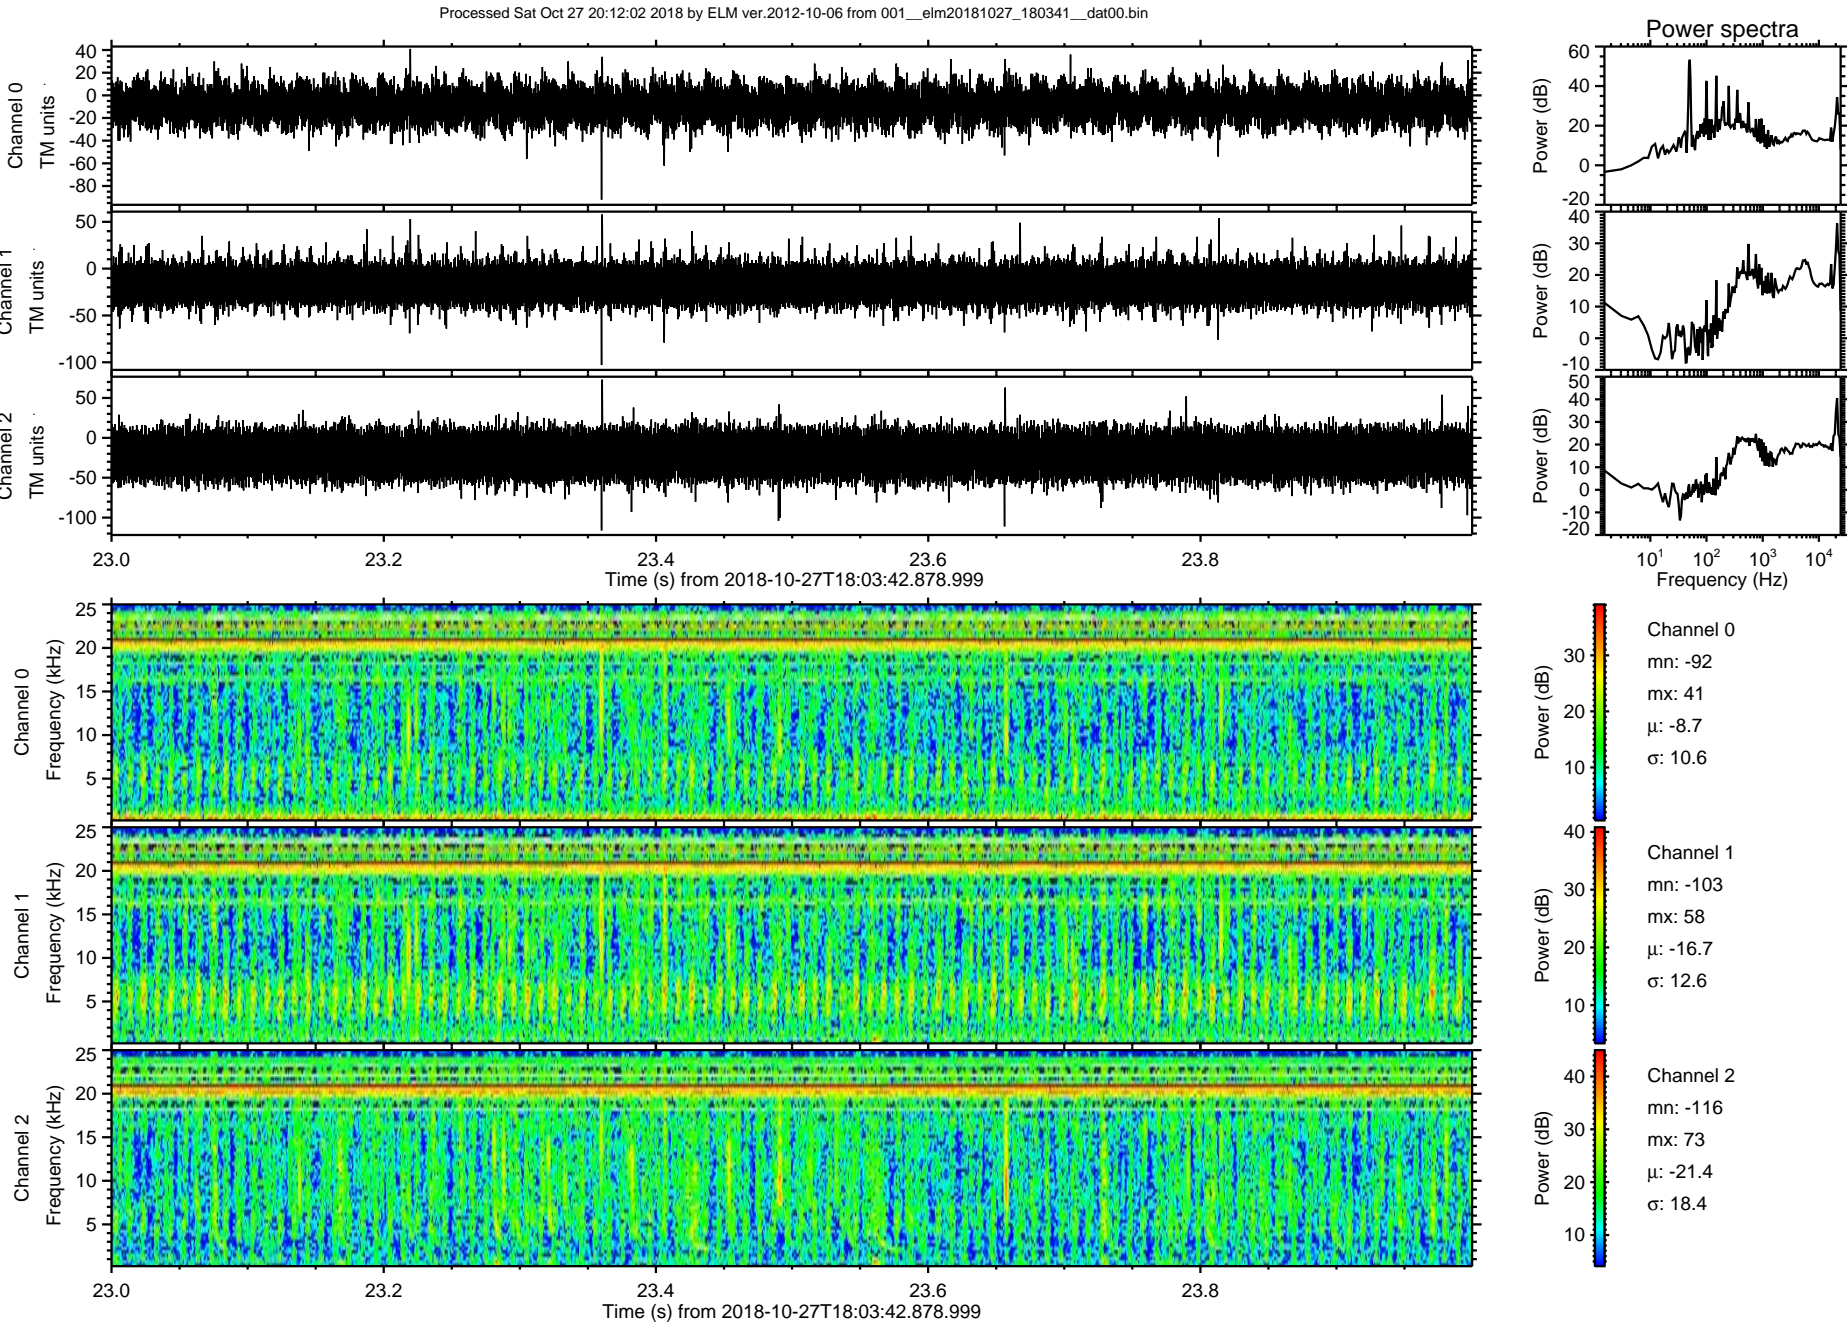 Processed Sat Oct 27 20:12:02 2018 by ELM ver.2012-10-06 from 001__elm20181027_180341__dat00.bin
Power spectra
Channel 0
TM units
40
20
0
-20
-40
-60
-80
Power (dB)
60
40
20
0
-20
Channel 1
TM units
50
0
-50
-100
Power (dB)
40
30
20
10
0
-10
Channel 2
TM units
50
0
-50
-100
Power (dB)
50
40
30
20
10
0
-10
-20
23.0 23.2 23.4 23.6 23.8
Time (s) from 2018-10-27T18:03:42.878.999
10¹ 10² 10³ 10⁴
Frequency (Hz)
Channel 0
Frequency (kHz)
25
20
15
10
5
Power (dB)
30
20
10
Channel 0
mn: -92
mx: 41
μ: -8.7
σ: 10.6
Channel 1
Frequency (kHz)
25
20
15
10
5
Power (dB)
40
30
20
10
Channel 1
mn: -103
mx: 58
μ: -16.7
σ: 12.6
Channel 2
Frequency (kHz)
25
20
15
10
5
Power (dB)
40
30
20
10
Channel 2
mn: -116
mx: 73
μ: -21.4
σ: 18.4
23.0 23.2 23.4 23.6 23.8
Time (s) from 2018-10-27T18:03:42.878.999